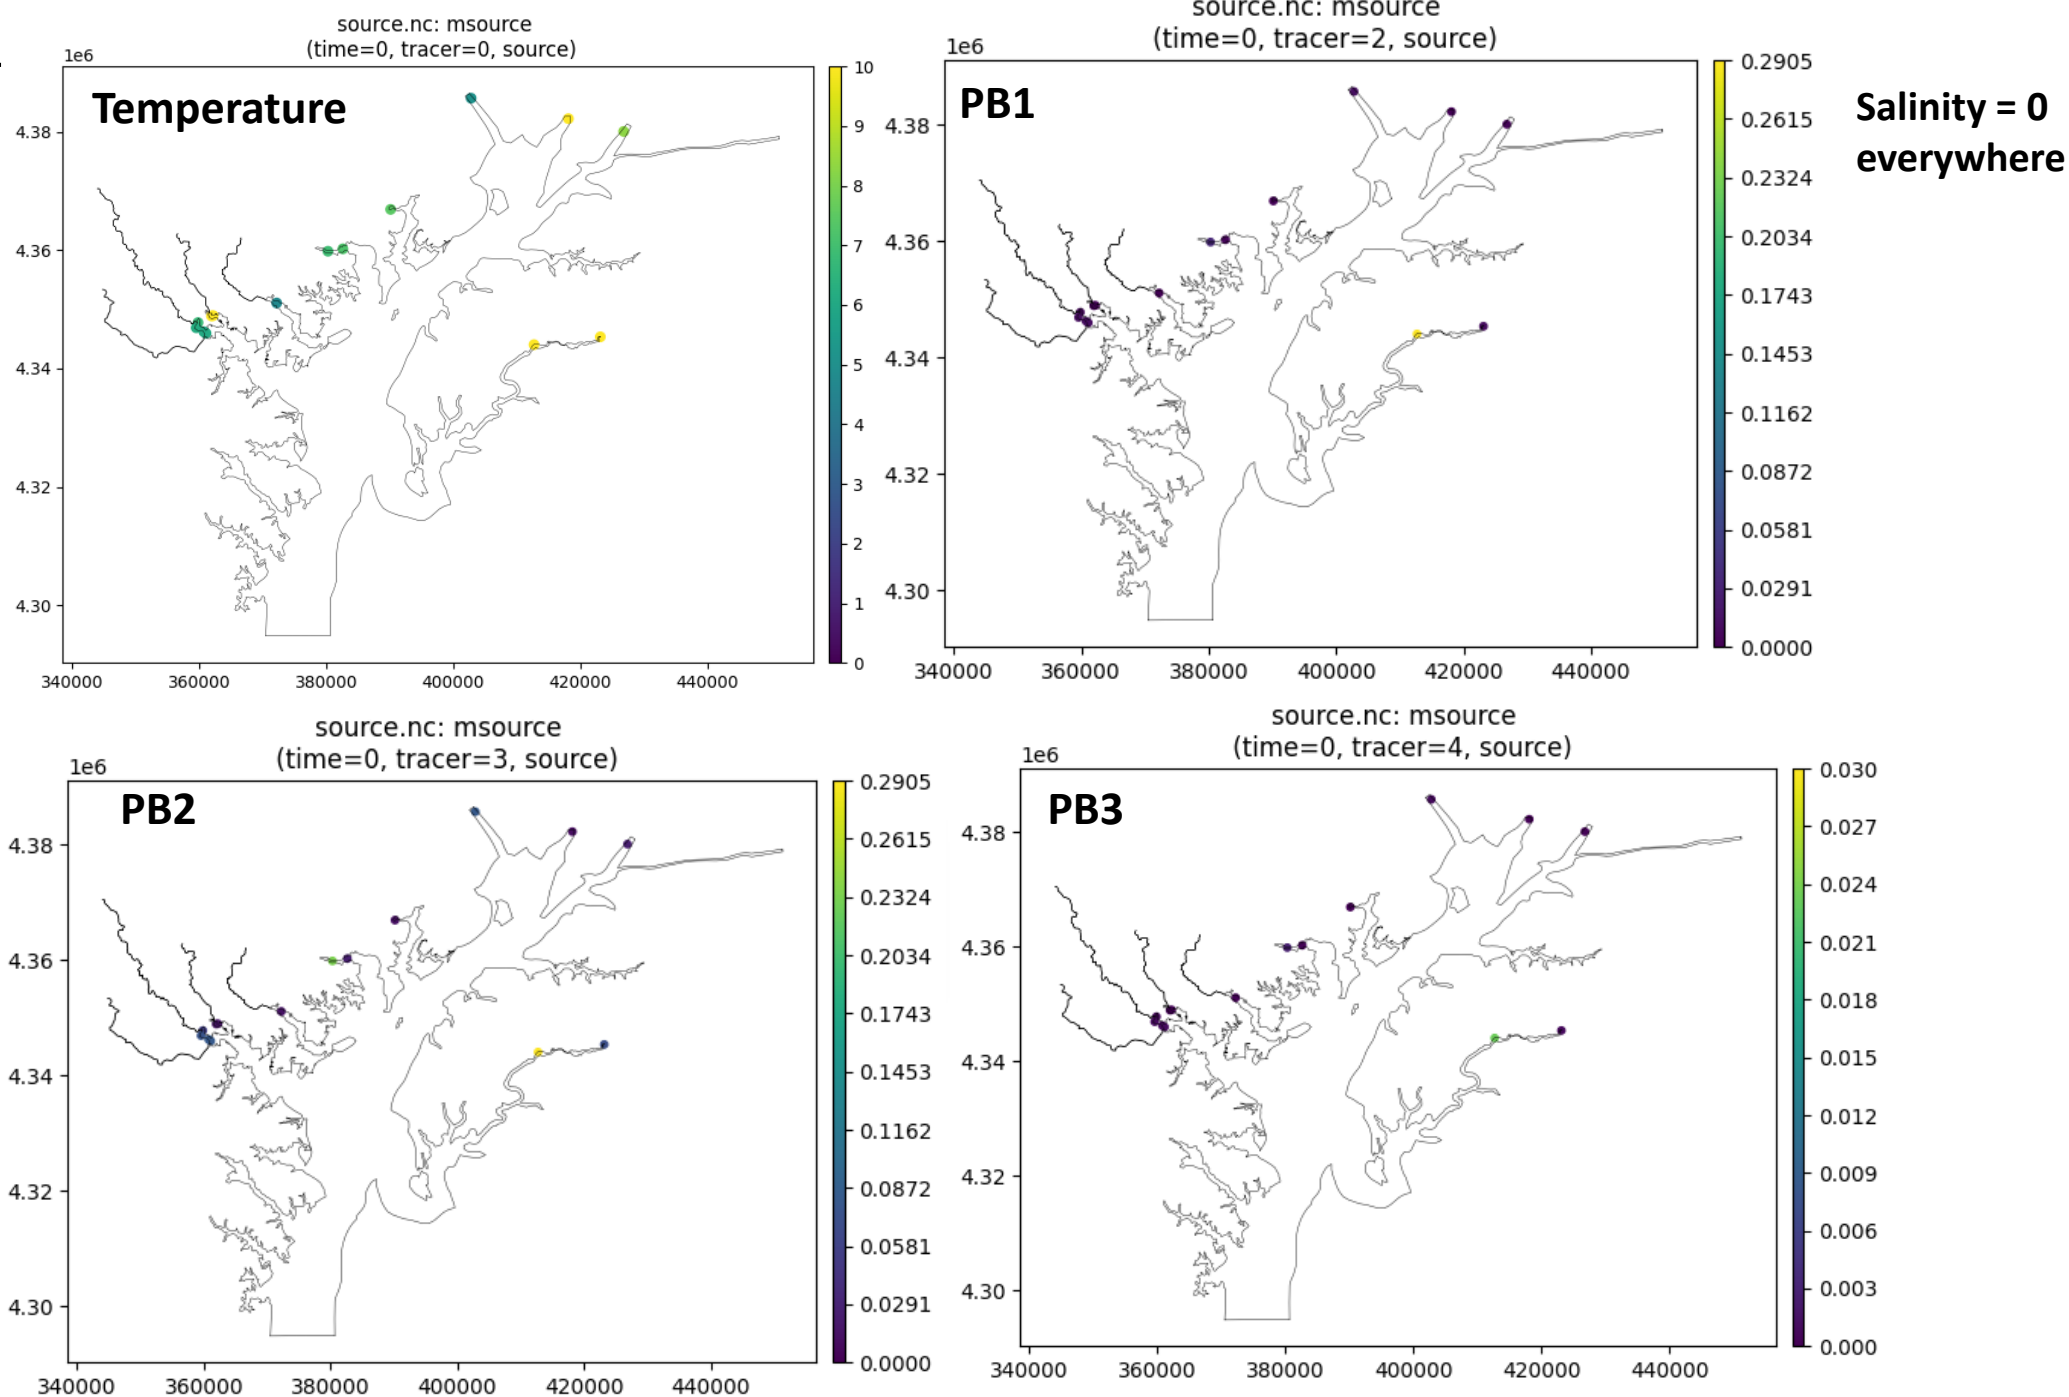 source.nc: msource
(time=0, tracer=0, source)
1e6
Temperature
4.38
4.36
4.34
4.32
4.30
340000 360000 380000 400000 420000 440000
10
9
8
7
6
5
4
3
2
1
0
source.nc: msource
(time=0, tracer=2, source)
1e6
PB1
4.38
4.36
4.34
4.32
4.30
340000 360000 380000 400000 420000 440000
0.2905
0.2615
0.2324
0.2034
0.1743
0.1453
0.1162
0.0872
0.0581
0.0291
0.0000
Salinity = 0
everywhere
source.nc: msource
(time=0, tracer=3, source)
1e6
PB2
4.38
4.36
4.34
4.32
4.30
340000 360000 380000 400000 420000 440000
0.2905
0.2615
0.2324
0.2034
0.1743
0.1453
0.1162
0.0872
0.0581
0.0291
0.0000
source.nc: msource
(time=0, tracer=4, source)
1e6
PB3
4.38
4.36
4.34
4.32
4.30
340000 360000 380000 400000 420000 440000
0.030
0.027
0.024
0.021
0.018
0.015
0.012
0.009
0.006
0.003
0.000